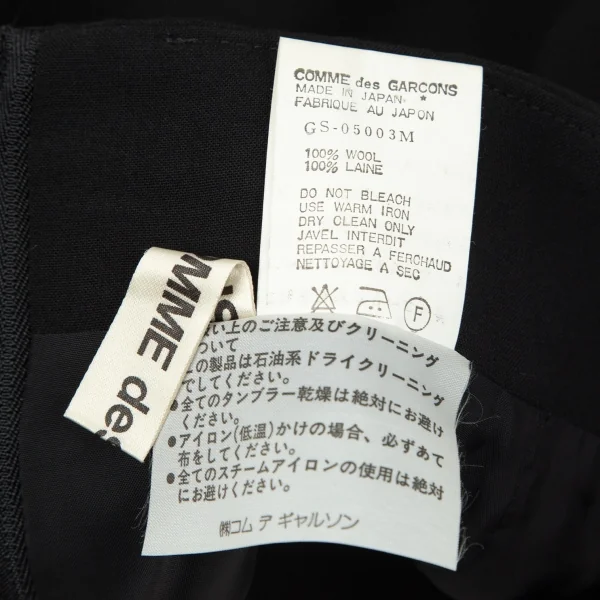 COMME des GARCONS
MADE IN JAPAN *
FABRIQUE AU JAPON
GS-05003M
100% WOOL
100% LAINE
DO NOT BLEACH
USE WARM IRON
DRY CLEAN ONLY
JAVEL INTERDIT
REPASSER A FERCHAUD
NETTOYAGE A SEC
F
OMME des
い上のご注意及びクリーニング
ついて
の製品は石油系ドライクリーニング
でしてください。
●全てのタンブラー乾燥は絶対にお避け
ください。
●アイロン(低温)かけの場合、必ずあて
布をしてください。
●全てのスチームアイロンの使用は絶対
にお避けください。
㈱コム デ ギャルソン